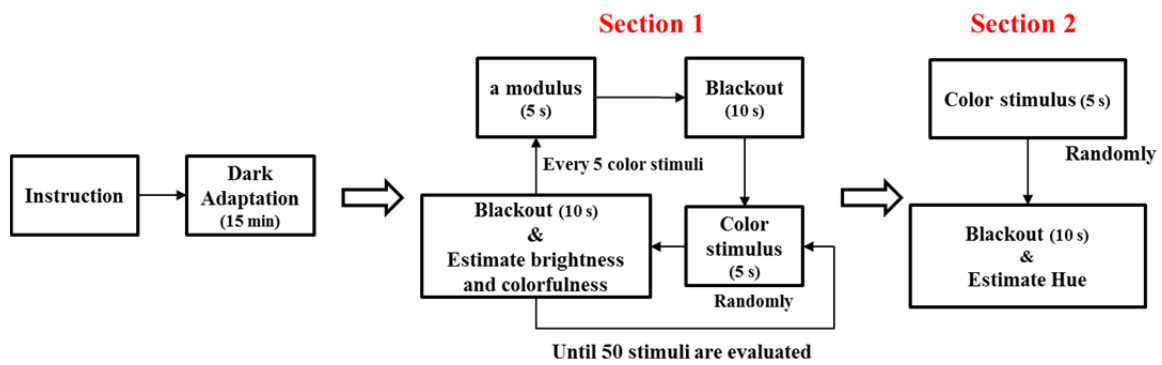 Section 1
Section 2
Instruction
Dark
Adaptation
(15 min)
a modulus
(5 s)
Blackout
(10 s)
Every 5 color stimuli
Blackout (10 s)
&
Estimate brightness
and colorfulness
Color
stimulus
(5 s)
Randomly
Until 50 stimuli are evaluated
Color stimulus (5 s)
Randomly
Blackout (10 s)
&
Estimate Hue